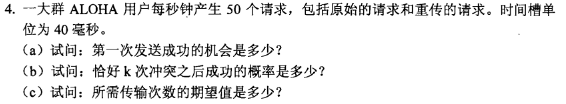 4. 一大群 ALOHA 用户每秒钟产生 50 个请求，包括原始的请求和重传的请求。时间槽单
位为 40 毫秒。
（a）试问：第一次发送成功的机会是多少？
（b）试问：恰好 k 次冲突之后成功的概率是多少？
（c）试问：所需传输次数的期望值是多少？